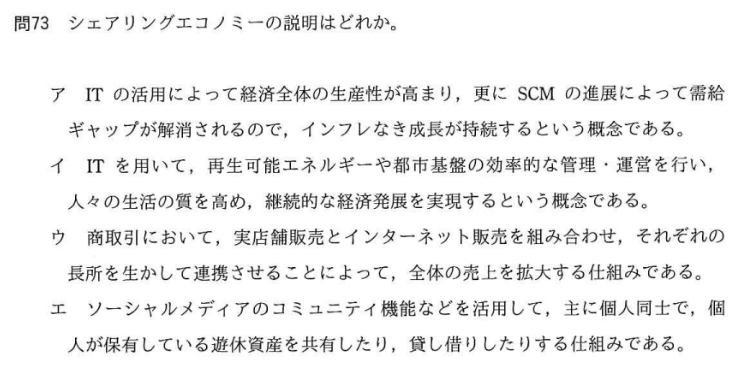 問73 シェアリングエコノミーの説明はどれか。
ア IT の活用によって経済全体の生産性が高まり，更に SCM の進展によって需給
ギャップが解消されるので，インフレなき成長が持続するという概念である。
イ IT を用いて，再生可能エネルギーや都市基盤の効率的な管理・運営を行い，
人々の生活の質を高め，継続的な経済発展を実現するという概念である。
ウ 商取引において，実店舗販売とインターネット販売を組み合わせ，それぞれの
長所を生かして連携させることによって，全体の売上を拡大する仕組みである。
エ ソーシャルメディアのコミュニティ機能などを活用して，主に個人同士で，個
人が保有している遊休資産を共有したり，貸し借りしたりする仕組みである。